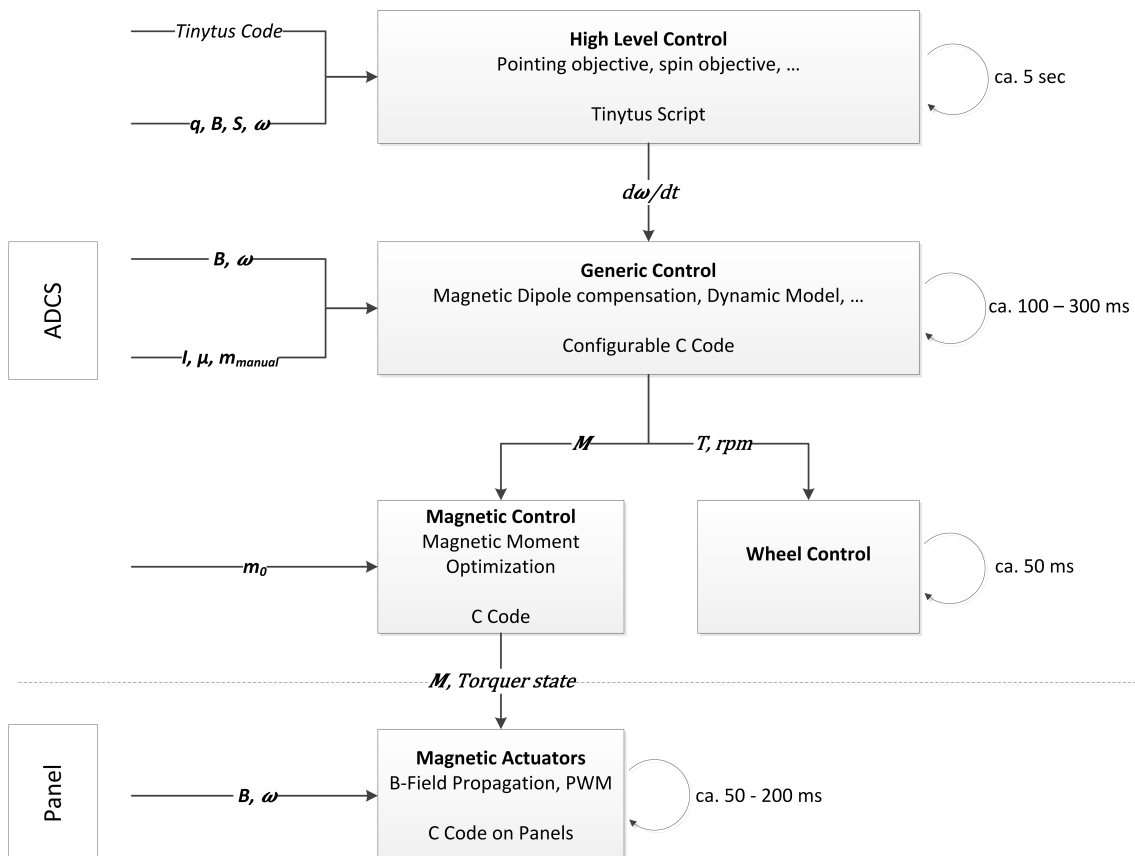 Tinytus Code
High Level Control
Pointing objective, spin objective, ...
Tinytus Script
ca. 5 sec
q, B, S, ω
dω/dt
ADCS
B, ω
I, μ, m_manual
Generic Control
Magnetic Dipole compensation, Dynamic Model, ...
Configurable C Code
ca. 100 – 300 ms
M
T, rpm
m₀
Magnetic Control
Magnetic Moment
Optimization
C Code
Wheel Control
ca. 50 ms
M, Torquer state
Panel
B, ω
Magnetic Actuators
B-Field Propagation, PWM
C Code on Panels
ca. 50 - 200 ms